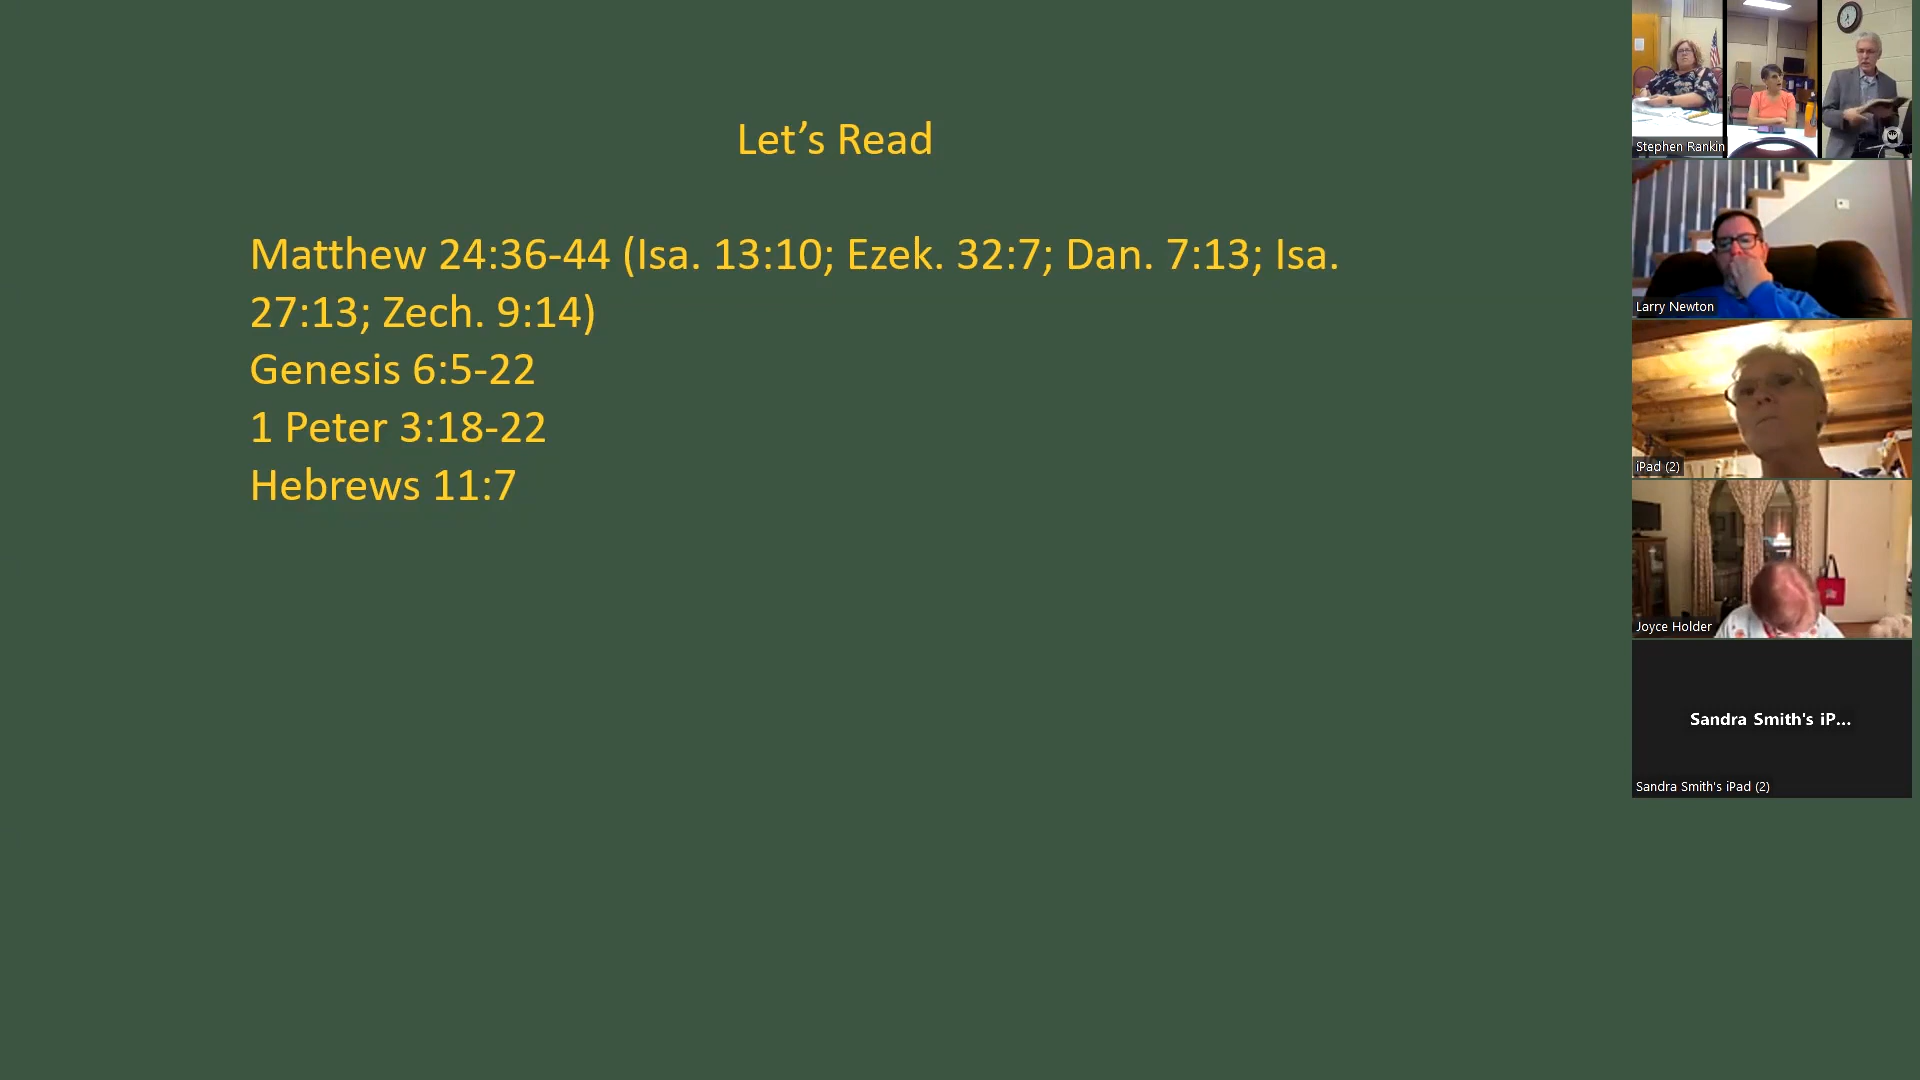 Let’s Read
Matthew 24:36-44 (Isa. 13:10; Ezek. 32:7; Dan. 7:13; Isa.
27:13; Zech. 9:14)
Genesis 6:5-22
1 Peter 3:18-22
Hebrews 11:7
Stephen Rankin
Larry Newton
iPad (2)
Joyce Holder
Sandra Smith's iP...
Sandra Smith's iPad (2)